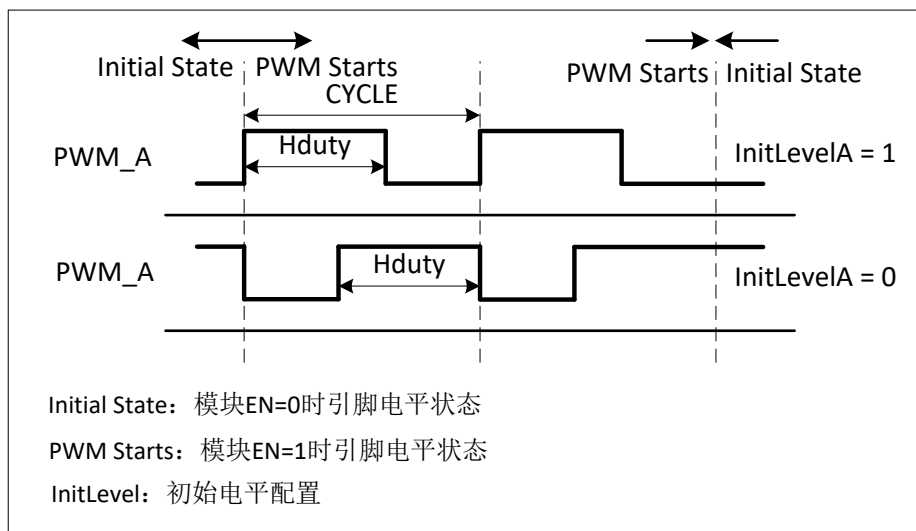 Initial State PWM Starts PWM Starts Initial State
CYCLE
PWM_A Hduty InitLevelA = 1
PWM_A Hduty InitLevelA = 0
Initial State：模块EN=0时引脚电平状态
PWM Starts：模块EN=1时引脚电平状态
InitLevel：初始电平配置